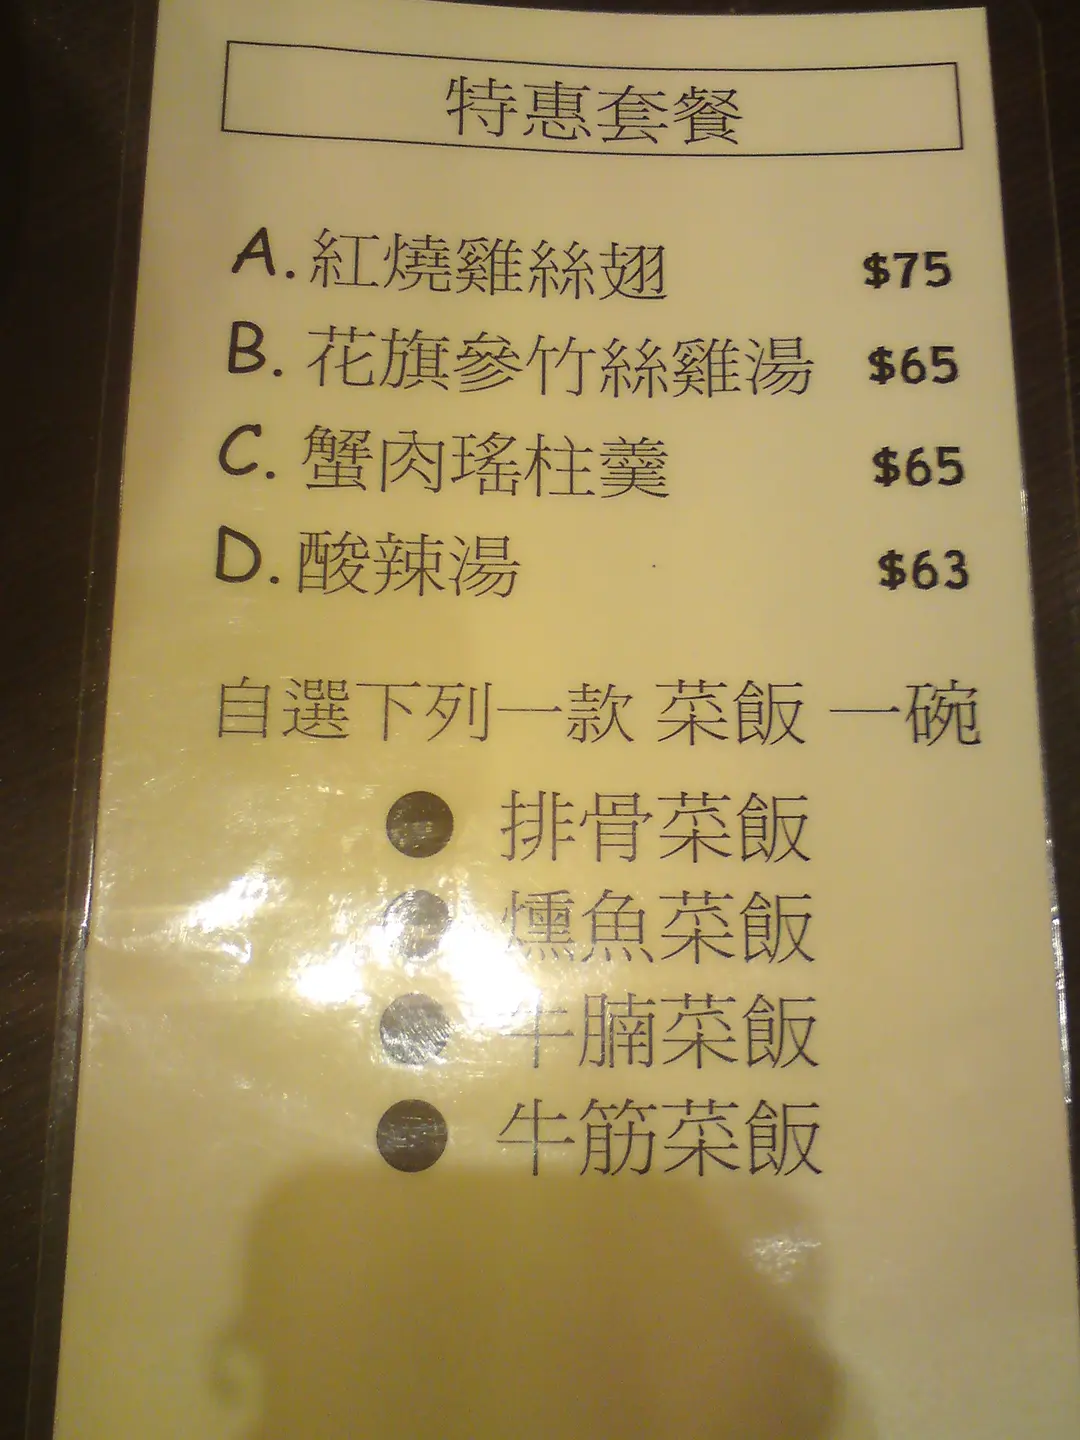 特惠套餐
A. 紅燒雞絲翅 $75
B. 花旗參竹絲雞湯 $65
C. 蟹肉瑤柱羹 $65
D. 酸辣湯 $63
自選下列一款 菜飯 一碗
● 排骨菜飯
● 燻魚菜飯
● 牛腩菜飯
● 牛筋菜飯